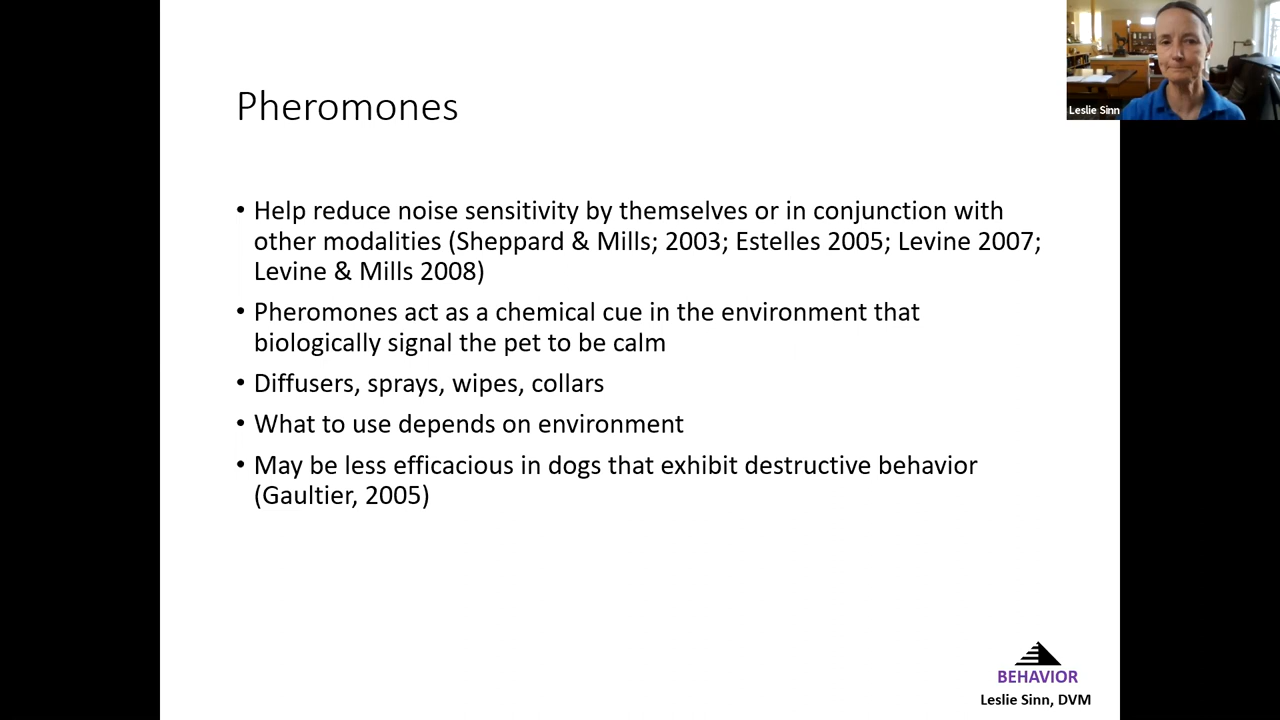 Pheromones
• Help reduce noise sensitivity by themselves or in conjunction with
other modalities (Sheppard & Mills; 2003; Estelles 2005; Levine 2007;
Levine & Mills 2008)
• Pheromones act as a chemical cue in the environment that
biologically signal the pet to be calm
• Diffusers, sprays, wipes, collars
• What to use depends on environment
• May be less efficacious in dogs that exhibit destructive behavior
(Gaultier, 2005)
Leslie Sinn
BEHAVIOR
Leslie Sinn, DVM